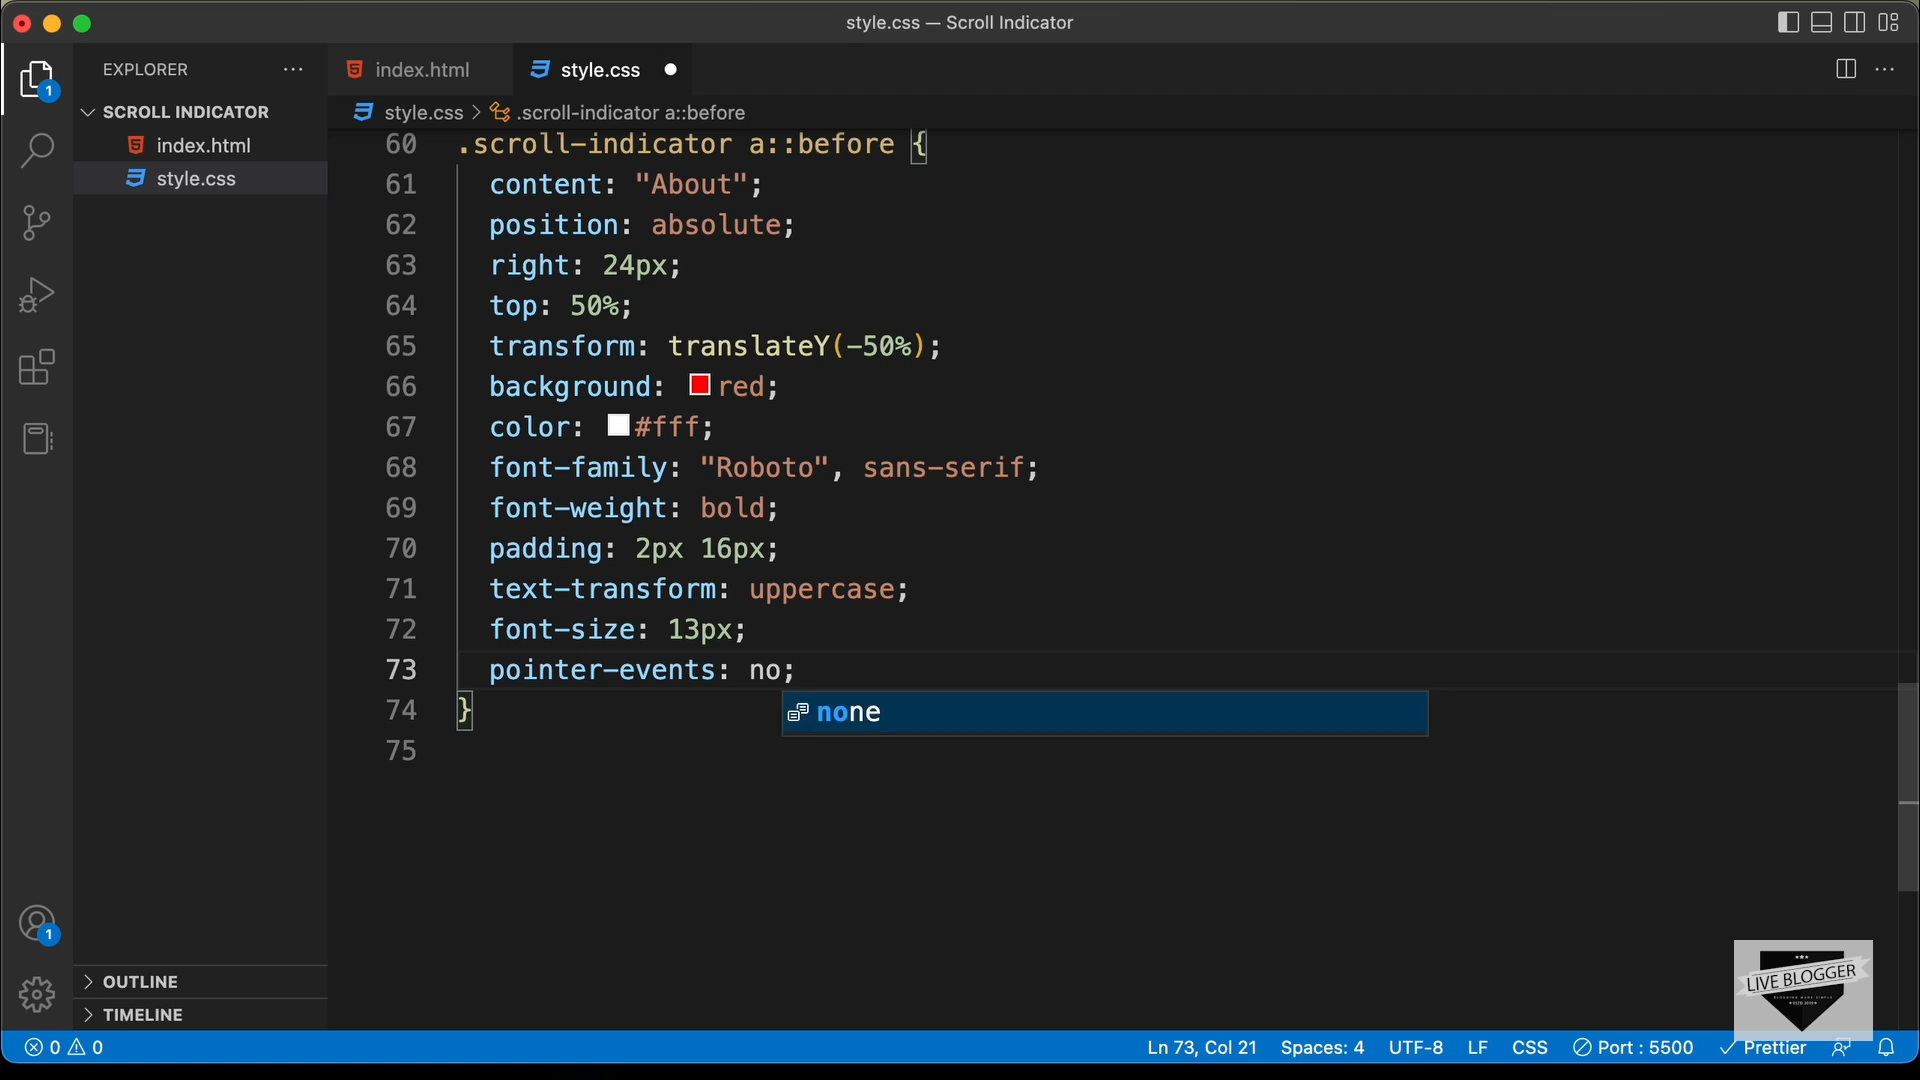 style.css — Scroll Indicator
EXPLORER
index.html
style.css
SCROLL INDICATOR
style.css > .scroll-indicator a::before
index.html
style.css
60 .scroll-indicator a::before {
61 content: "About";
62 position: absolute;
63 right: 24px;
64 top: 50%;
65 transform: translateY(-50%);
66 background: red;
67 color: #fff;
68 font-family: "Roboto", sans-serif;
69 font-weight: bold;
70 padding: 2px 16px;
71 text-transform: uppercase;
72 font-size: 13px;
73 pointer-events: no;
74 }
none
75
1
1
OUTLINE
TIMELINE
LIVE BLOGGER
0 0
Ln 73, Col 21 Spaces: 4 UTF-8 LF CSS Port : 5500 Prettier